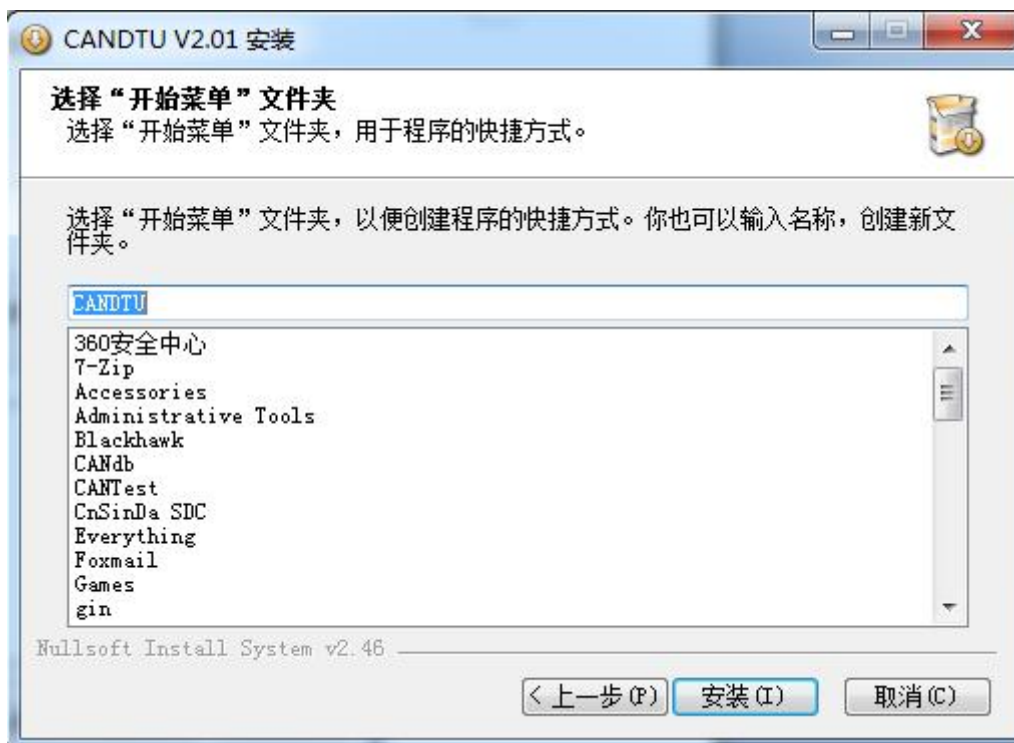 CANDTU V2.01 安装
选择“开始菜单”文件夹
选择“开始菜单”文件夹，用于程序的快捷方式。
选择“开始菜单”文件夹，以便创建程序的快捷方式。你也可以输入名称，创建新文
件夹。
CANDTU
360安全中心
7-Zip
Accessories
Administrative Tools
Blackhawk
CANdb
CANTest
CnSinDa SDC
Everything
Foxmail
Games
gin
Nullsoft Install System v2.46
< 上一步(P) 安装(I) 取消(C)